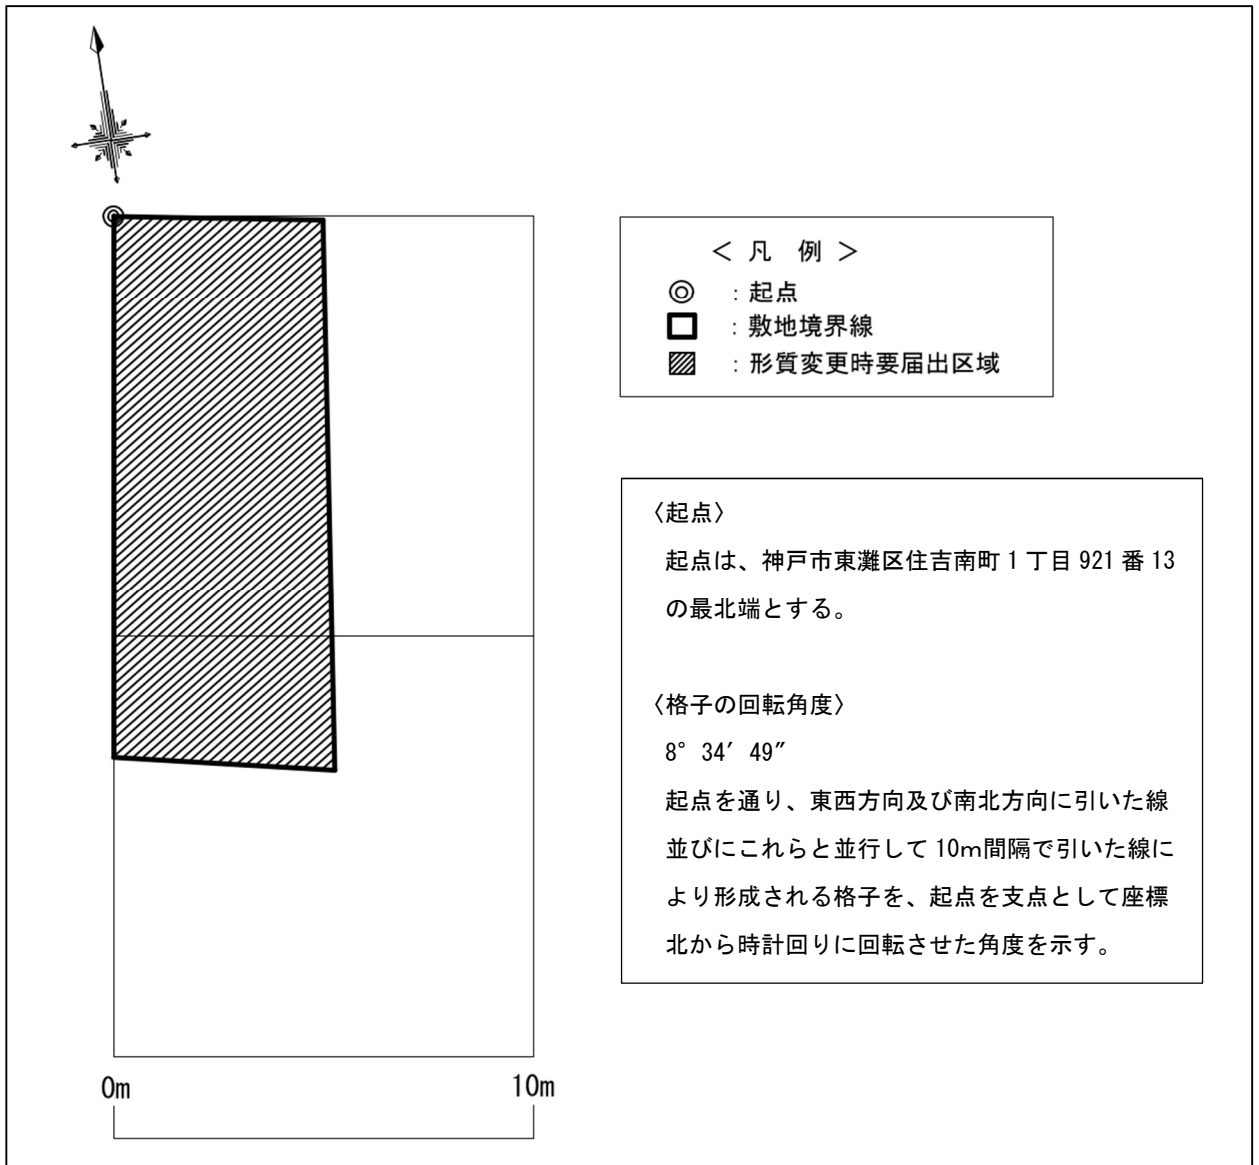 ＜ 凡 例 ＞
◎ ：起点
：敷地境界線
：形質変更時要届出区域
〈起点〉
起点は、神戸市東灘区住吉南町1丁目921番13
の最北端とする。
〈格子の回転角度〉
8°34′49″
起点を通り、東西方向及び南北方向に引いた線
並びにこれらと並行して10ｍ間隔で引いた線に
より形成される格子を、起点を支点として座標
北から時計回りに回転させた角度を示す。
0m
10m